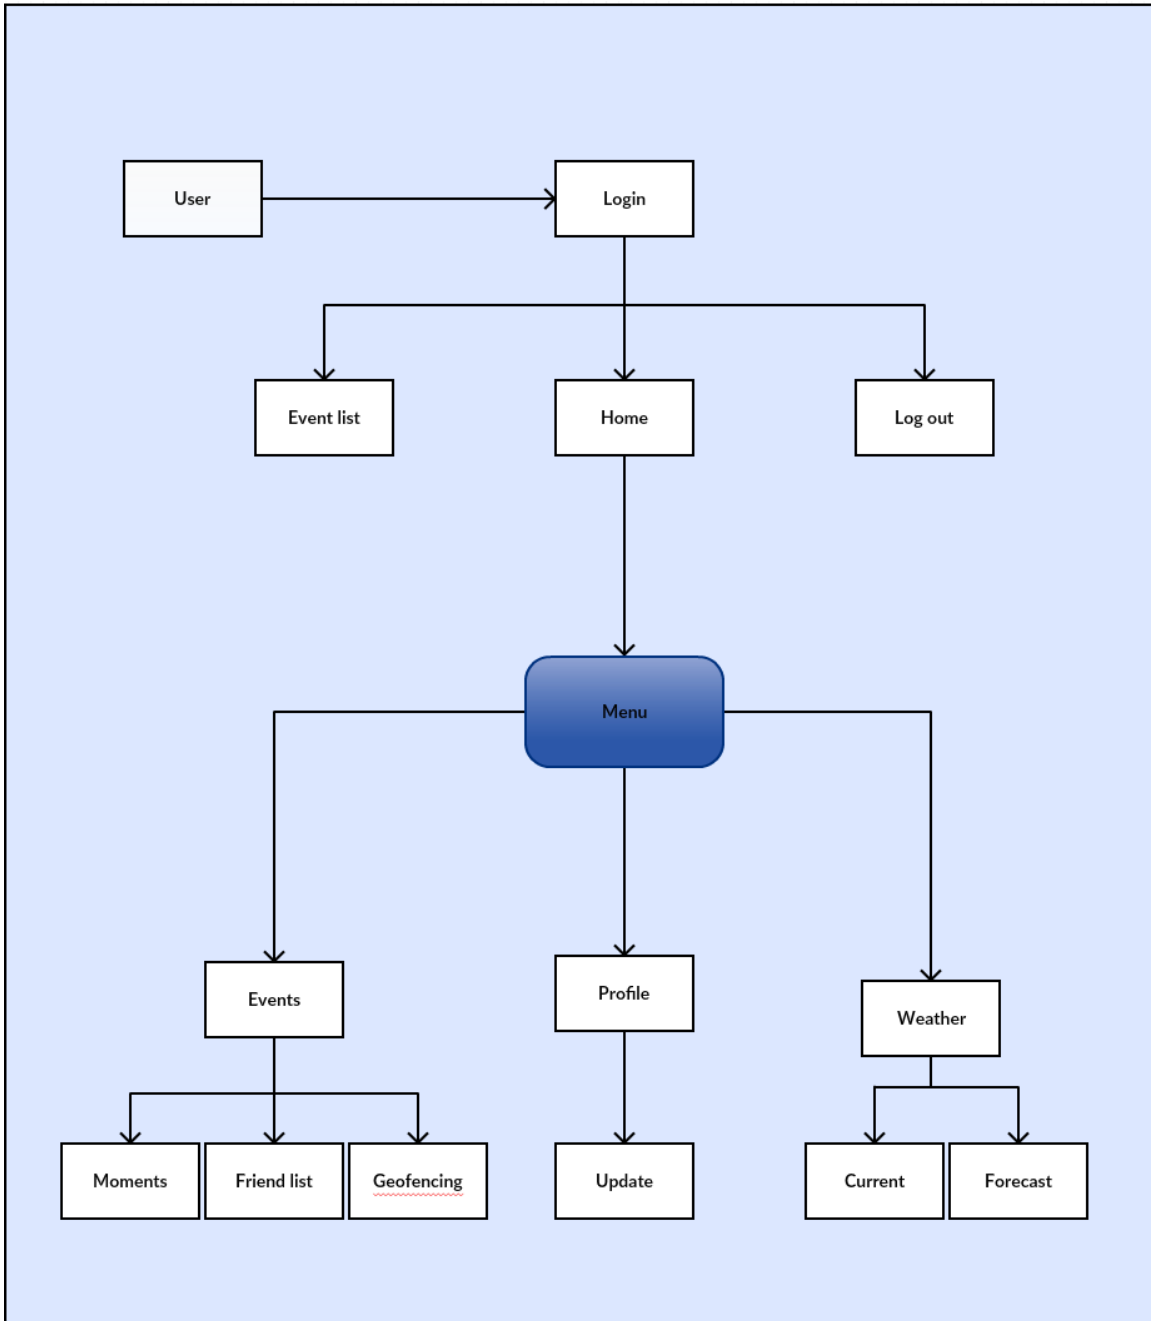 User
Login
Event list
Home
Log out
Menu
Events
Profile
Weather
Moments
Friend list
Geofencing
Update
Current
Forecast